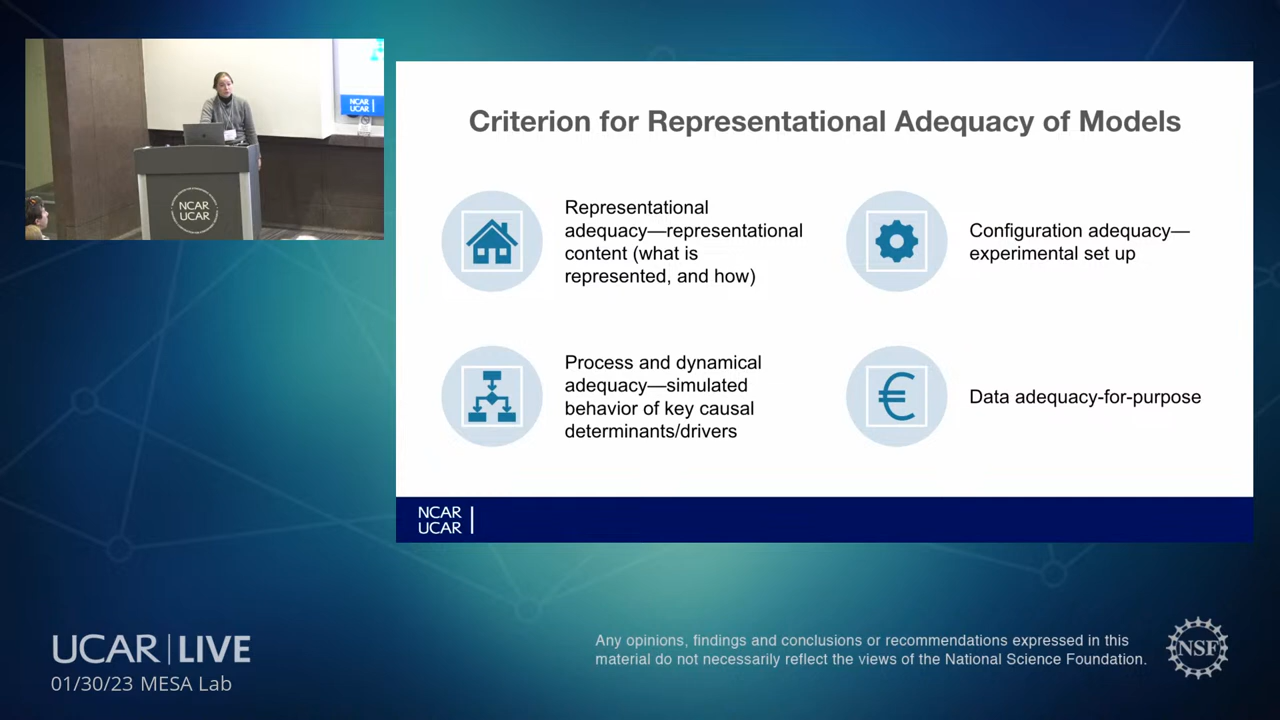 NCAR
UCAR
NCAR
UCAR
Criterion for Representational Adequacy of Models
Representational
adequacy—representational
content (what is
represented, and how)
Configuration adequacy—
experimental set up
Process and dynamical
adequacy—simulated
behavior of key causal
determinants/drivers
€
Data adequacy-for-purpose
NCAR
UCAR
UCAR | LIVE
01/30/23 MESA Lab
Any opinions, findings and conclusions or recommendations expressed in this
material do not necessarily reflect the views of the National Science Foundation.
NSF